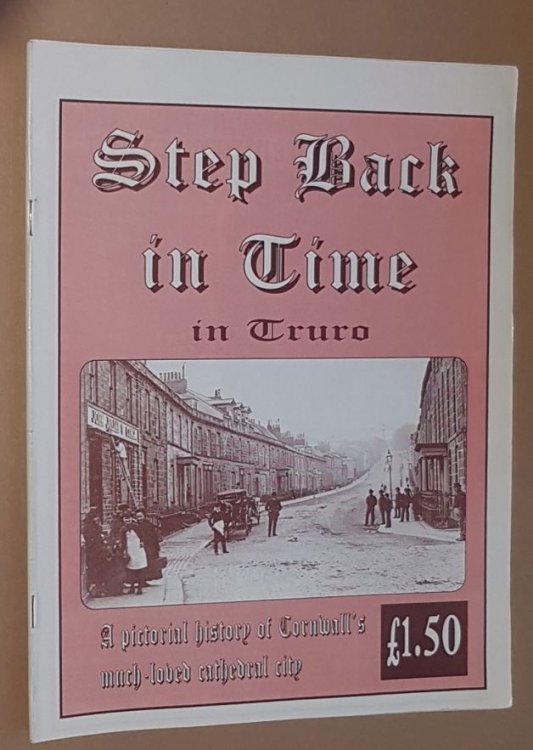 Step Back
in Time
in Truro
A pictorial history of Cornwall's
much-loved cathedral city
£1.50